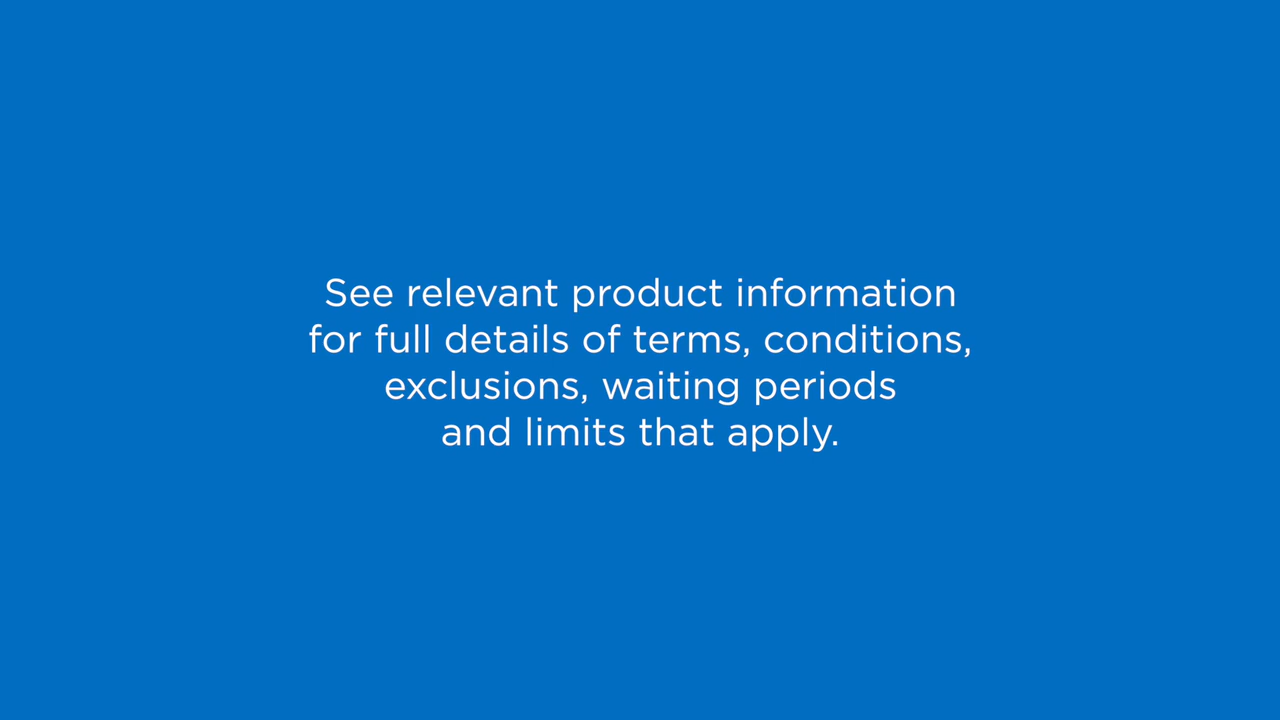 See relevant product information
for full details of terms, conditions,
exclusions, waiting periods
and limits that apply.